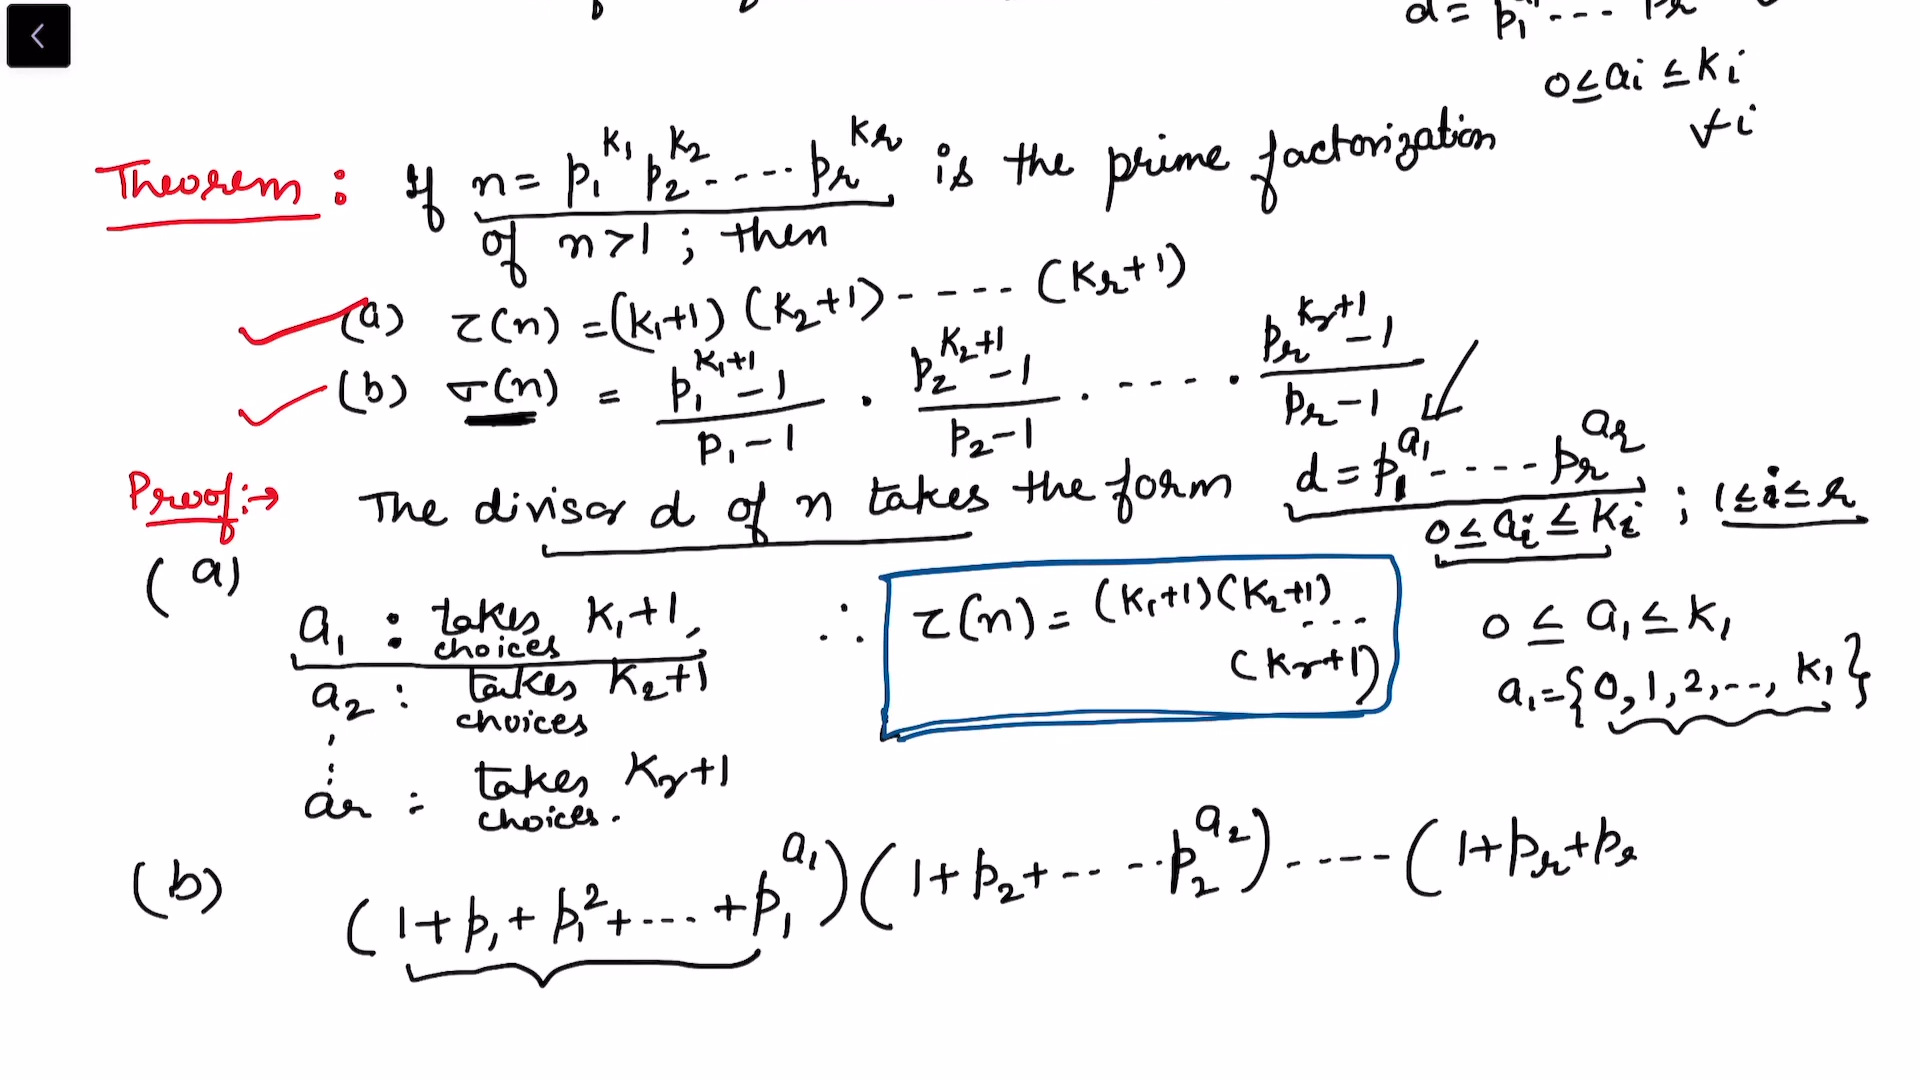 d = p₁ ---- pᵣ
0 ≤ aᵢ ≤ kᵢ
∀i
Theorem : If n = p₁^k₁ p₂^k₂ ---- pᵣ^kᵣ is the prime factorization
of n>1 ; then
(a) τ(n) = (k₁+1) (k₂+1) ----- (kᵣ+1)
(b) σ(n) = (p₁^(k₁+1) − 1)/(p₁−1) · (p₂^(k₂+1) − 1)/(p₂−1) · ---- · (pᵣ^(kᵣ+1) − 1)/(pᵣ−1)
Proof :→ The divisor d of n takes the form d = p₁^a₁ ---- pᵣ^aᵣ ; 1≤i≤r
0 ≤ aᵢ ≤ kᵢ
(a)
a₁ : takes k₁+1, choices
a₂ : takes k₂+1 choices
⋮
aᵣ : takes kᵣ+1 choices.
∴ τ(n) = (k₁+1)(k₂+1) ...
(kᵣ+1)
0 ≤ a₁ ≤ k₁
a₁={0,1,2,--, k₁}
(b) (1+p₁+p₁²+---- +p₁^a₁) (1+p₂+-- --p₂^a₂) ---- (1+pᵣ+pᵣ